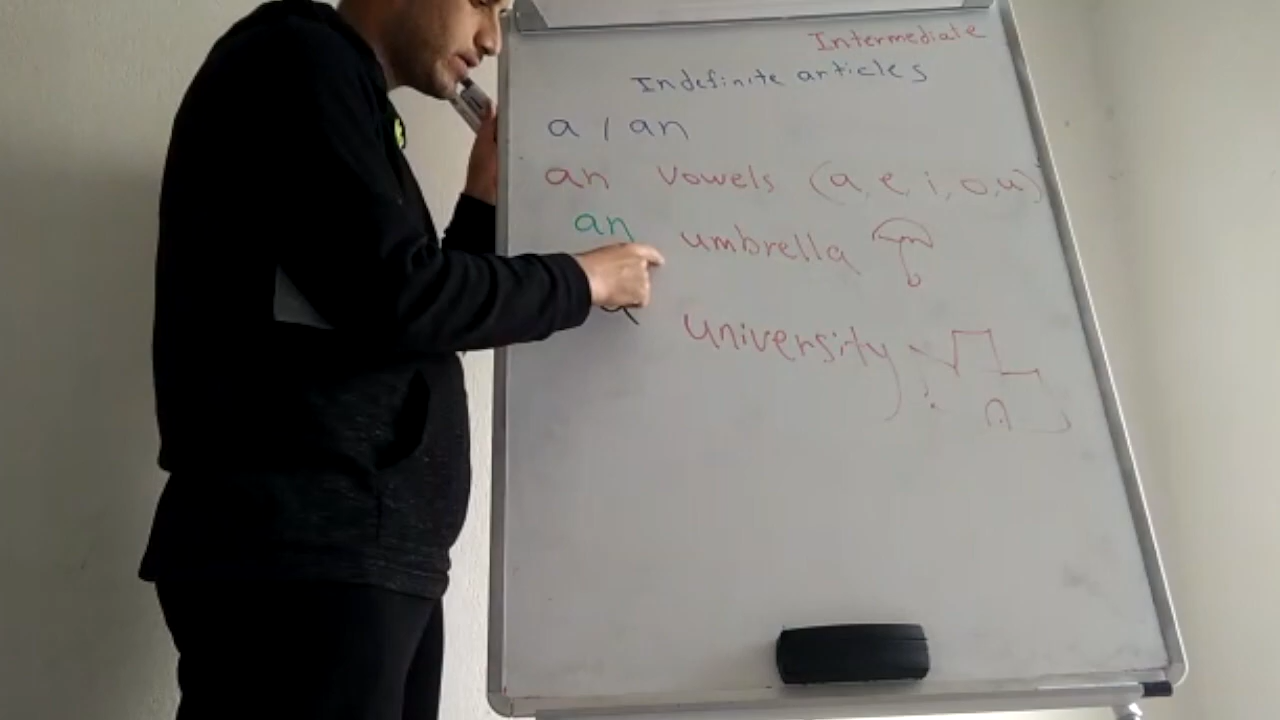 Intermediate
Indefinite articles
a / an
an vowels (a, e i, o, u)
an umbrella
a university